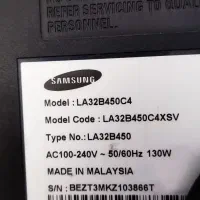 REFER SERVICING TO QUALIFIED
PERSONNEL
SAMSUNG
Model : LA32B450C4
Model Code : LA32B450C4XSV
Type No.: LA32B450
AC100-240V ~ 50/60Hz 130W
MADE IN MALAYSIA
S/N : BEZT3MKZ103866T